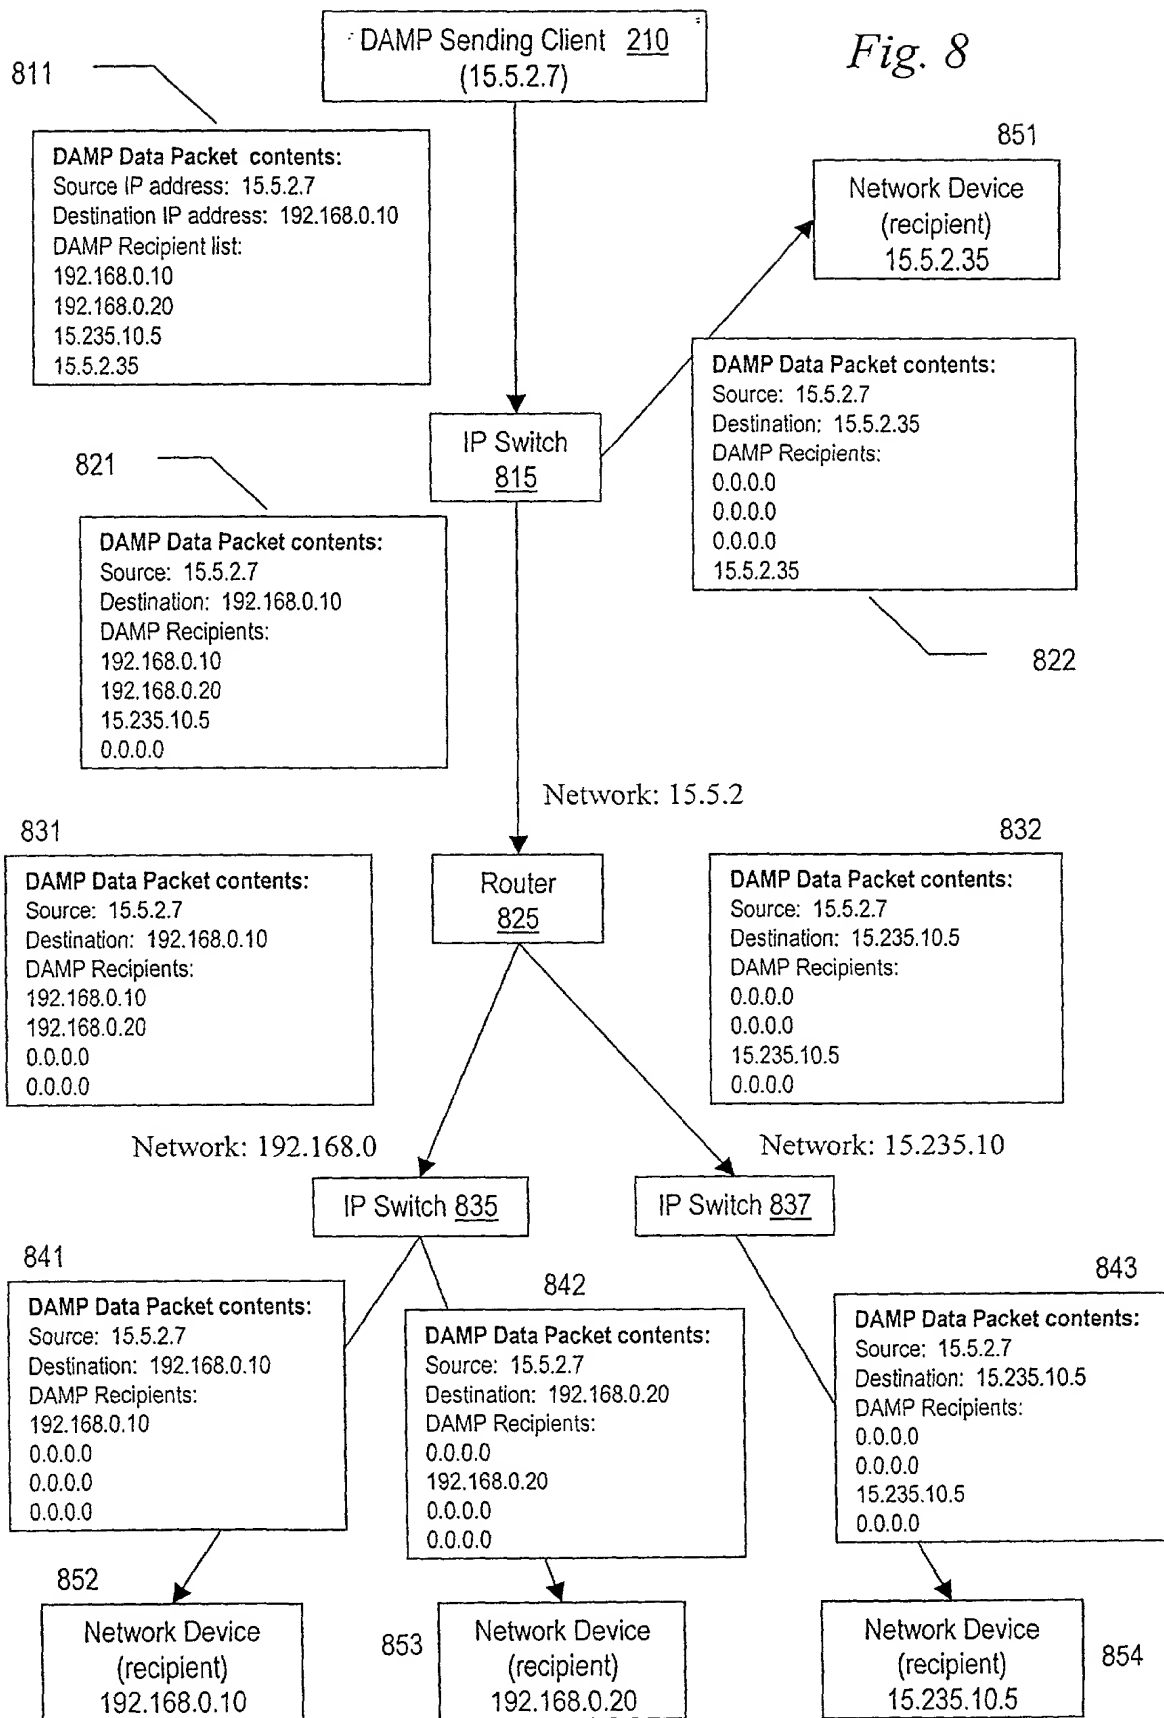 DAMP Sending Client 210
(15.5.2.7)
Fig. 8
811
DAMP Data Packet contents:
Source IP address: 15.5.2.7
Destination IP address: 192.168.0.10
DAMP Recipient list:
192.168.0.10
192.168.0.20
15.235.10.5
15.5.2.35
851
Network Device
(recipient)
15.5.2.35
IP Switch
815
DAMP Data Packet contents:
Source: 15.5.2.7
Destination: 15.5.2.35
DAMP Recipients:
0.0.0.0
0.0.0.0
0.0.0.0
15.5.2.35
822
821
DAMP Data Packet contents:
Source: 15.5.2.7
Destination: 192.168.0.10
DAMP Recipients:
192.168.0.10
192.168.0.20
15.235.10.5
0.0.0.0
Network: 15.5.2
831
DAMP Data Packet contents:
Source: 15.5.2.7
Destination: 192.168.0.10
DAMP Recipients:
192.168.0.10
192.168.0.20
0.0.0.0
0.0.0.0
Router
825
832
DAMP Data Packet contents:
Source: 15.5.2.7
Destination: 15.235.10.5
DAMP Recipients:
0.0.0.0
0.0.0.0
15.235.10.5
0.0.0.0
Network: 192.168.0
Network: 15.235.10
IP Switch 835
IP Switch 837
841
DAMP Data Packet contents:
Source: 15.5.2.7
Destination: 192.168.0.10
DAMP Recipients:
192.168.0.10
0.0.0.0
0.0.0.0
0.0.0.0
842
DAMP Data Packet contents:
Source: 15.5.2.7
Destination: 192.168.0.20
DAMP Recipients:
0.0.0.0
192.168.0.20
0.0.0.0
0.0.0.0
843
DAMP Data Packet contents:
Source: 15.5.2.7
Destination: 15.235.10.5
DAMP Recipients:
0.0.0.0
0.0.0.0
15.235.10.5
0.0.0.0
852
Network Device
(recipient)
192.168.0.10
853
Network Device
(recipient)
192.168.0.20
Network Device
(recipient)
15.235.10.5
854